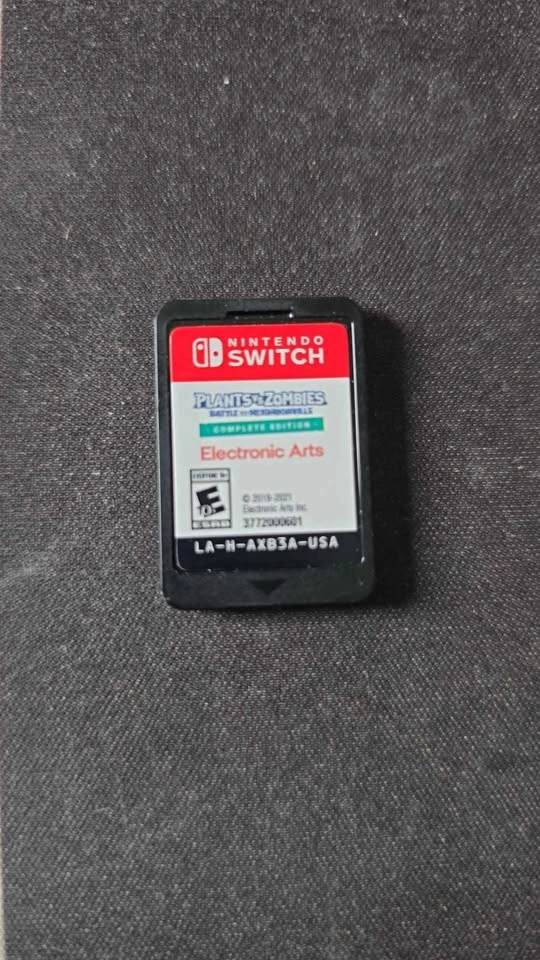 NINTENDO
SWITCH
PLANTS VS. ZOMBIES
BATTLE FOR NEIGHBORVILLE
COMPLETE EDITION
Electronic Arts
EVERYONE 10+
E
10+
ESRB
© 2019-2021
Electronic Arts Inc.
3772000601
LA-H-AXB3A-USA